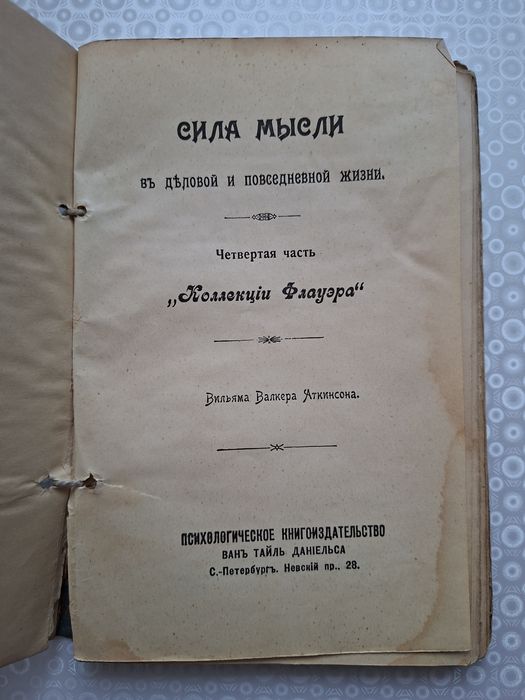 СИЛА МЫСЛИ
въ дѣловой и повседневной жизни.
Четвертая часть
„Коллекціи Флауэра“
Вильяма Валкера Аткинсона.
ПСИХОЛОГИЧЕСКОЕ КНИГОИЗДАТЕЛЬСТВО
ВАНЪ ТАЙЛЬ ДАНІЕЛЬСА
С.-Петербургъ. Невскій пр., 28.